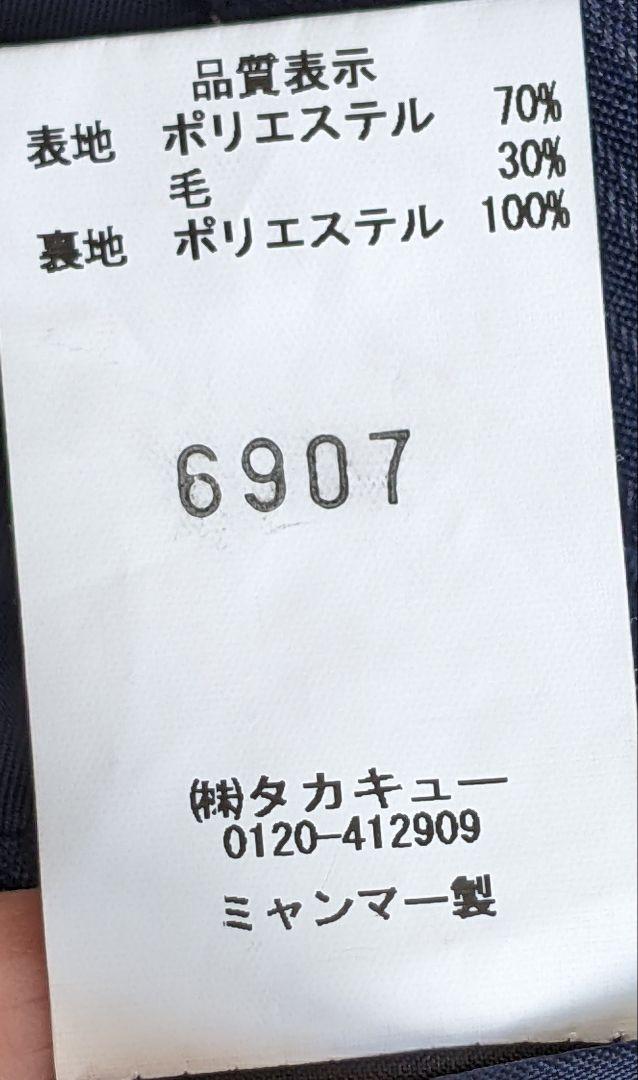 品質表示
表地 ポリエステル 70%
毛 30%
裏地 ポリエステル 100%
6907
㈱タカキュー
0120-412909
ミャンマー製